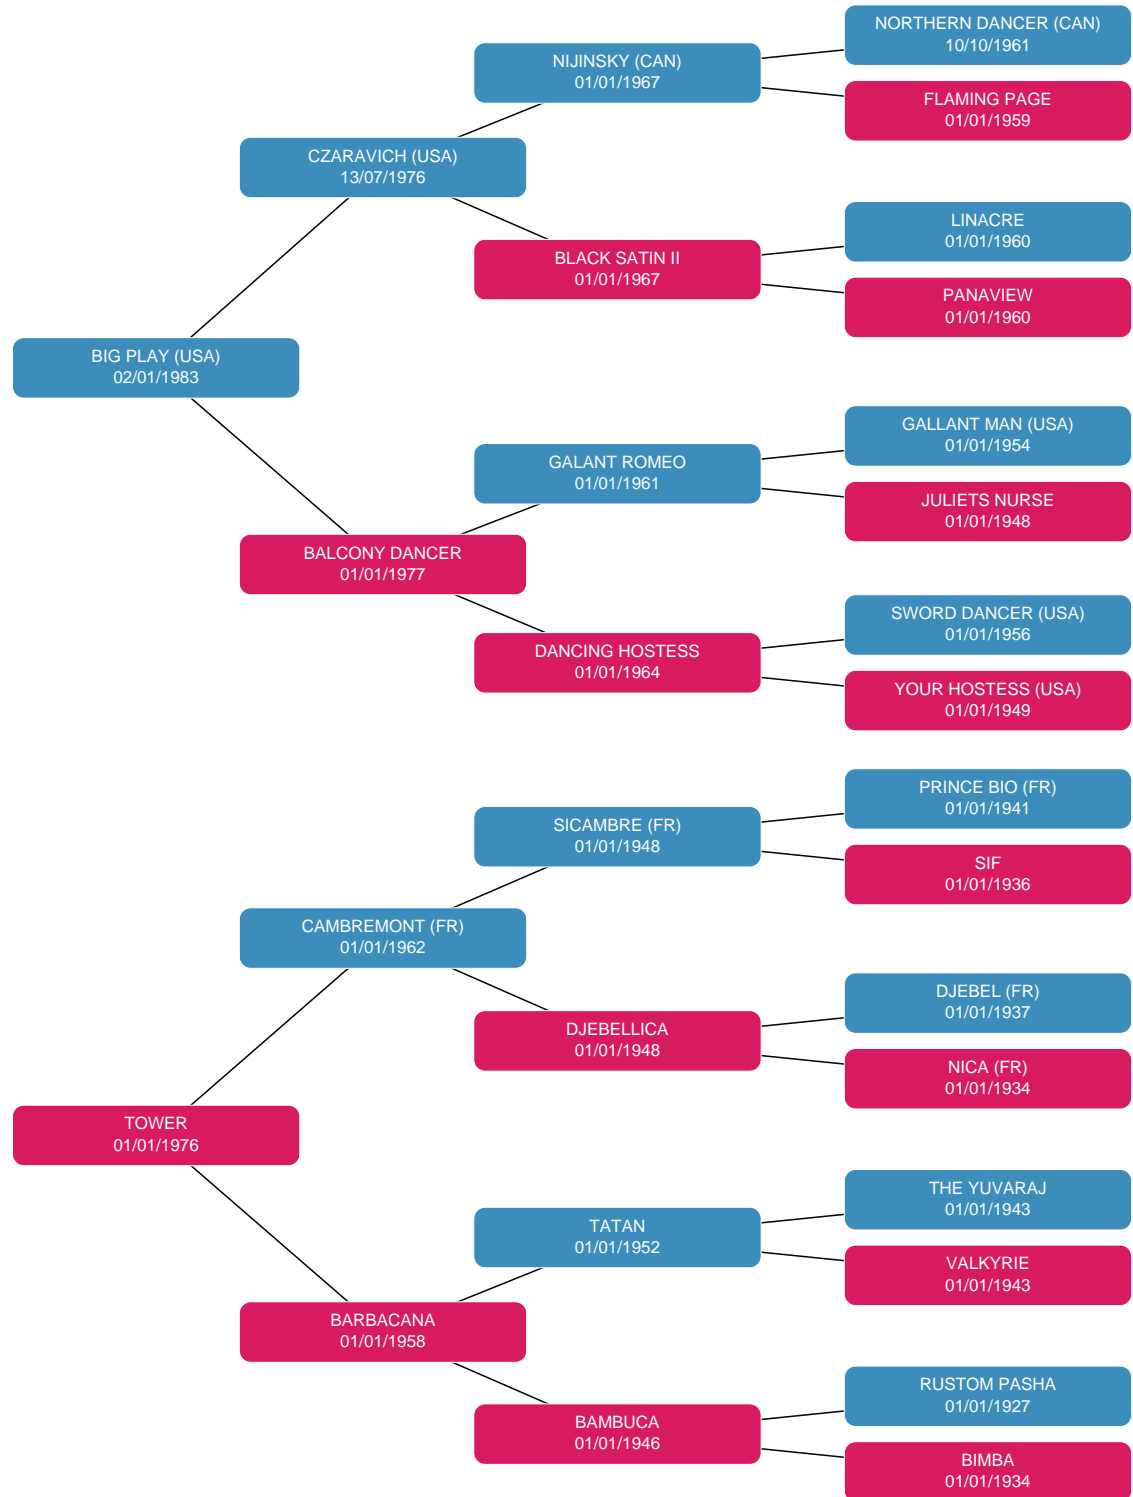 NORTHERN DANCER (CAN)
10/10/1961
NIJINSKY (CAN)
01/01/1967
FLAMING PAGE
01/01/1959
CZARAVICH (USA)
13/07/1976
LINACRE
01/01/1960
BLACK SATIN II
01/01/1967
PANAVIEW
01/01/1960
BIG PLAY (USA)
02/01/1983
GALLANT MAN (USA)
01/01/1954
GALANT ROMEO
01/01/1961
JULIETS NURSE
01/01/1948
BALCONY DANCER
01/01/1977
SWORD DANCER (USA)
01/01/1956
DANCING HOSTESS
01/01/1964
YOUR HOSTESS (USA)
01/01/1949
PRINCE BIO (FR)
01/01/1941
SICAMBRE (FR)
01/01/1948
SIF
01/01/1936
CAMBREMONT (FR)
01/01/1962
DJEBEL (FR)
01/01/1937
DJEBELLICA
01/01/1948
NICA (FR)
01/01/1934
TOWER
01/01/1976
THE YUVARAJ
01/01/1943
TATAN
01/01/1952
VALKYRIE
01/01/1943
BARBACANA
01/01/1958
RUSTOM PASHA
01/01/1927
BAMBUCA
01/01/1946
BIMBA
01/01/1934